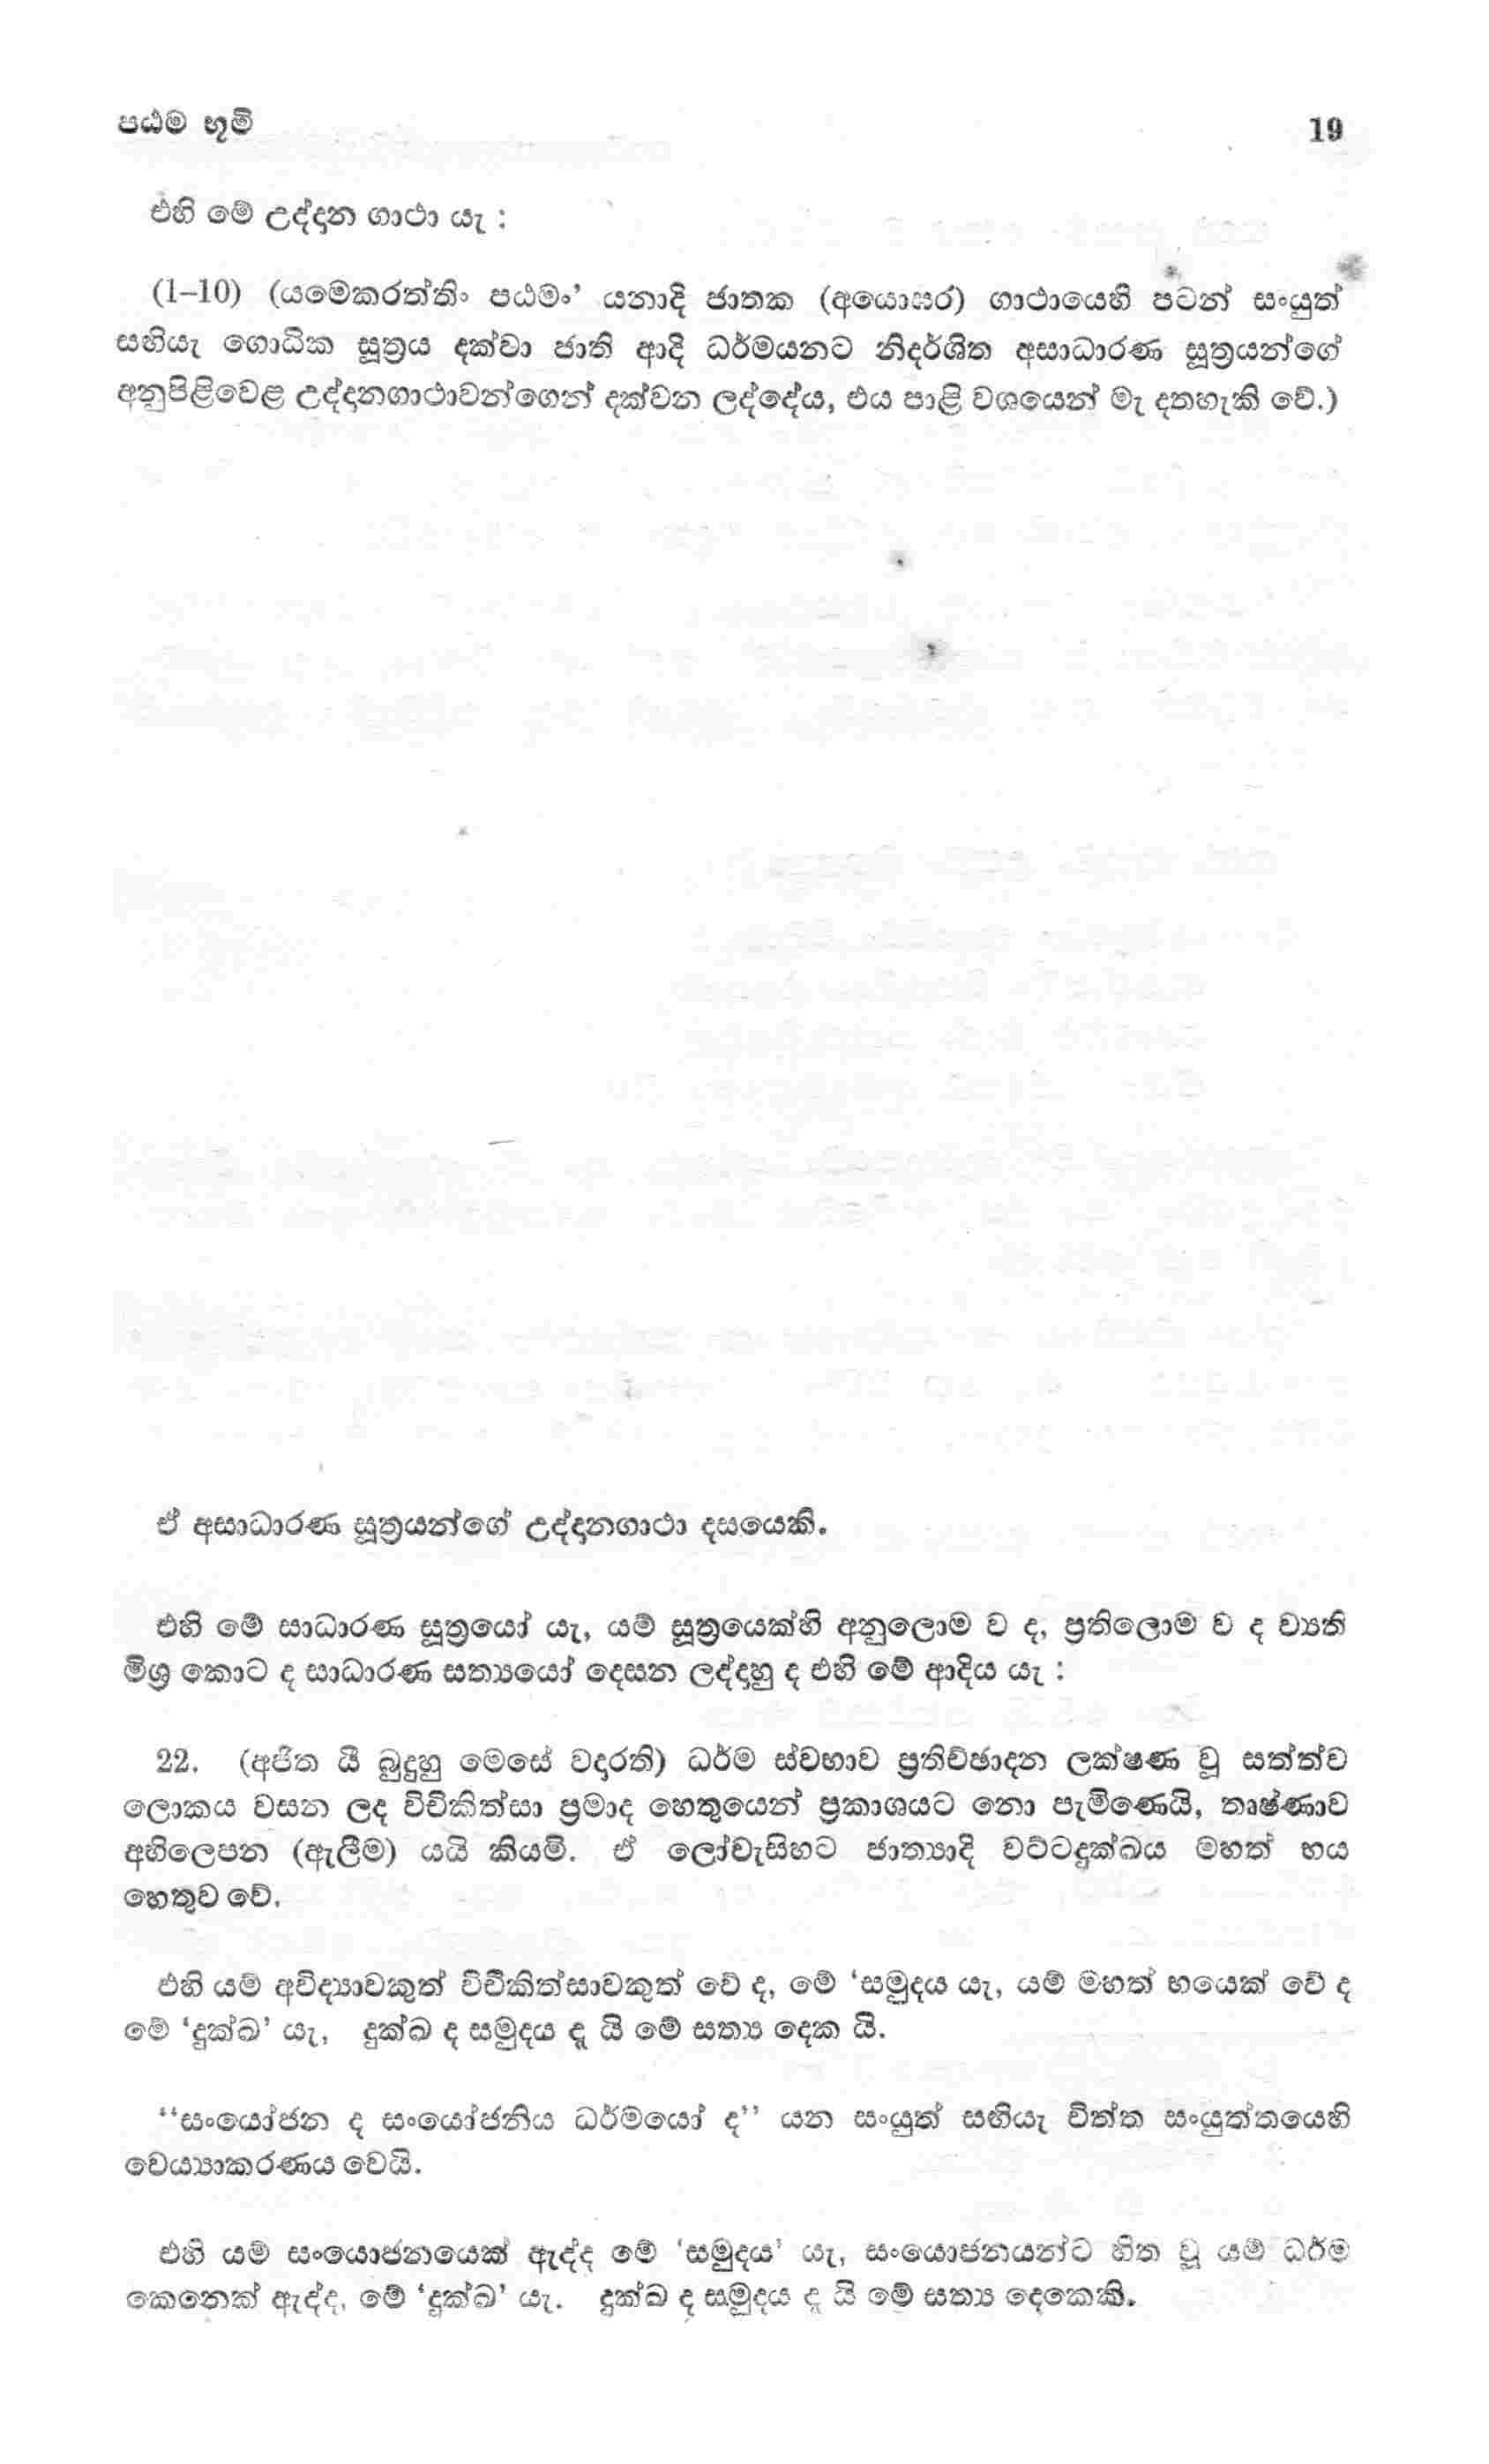 පඨම භූමි
19
එහි මේ උද්දාන ගාථා යැ :
(1–10) (යමෙකරත්තිං පඨමං’ යනාදි ජාතක (අයොඝර) ගාථායෙහි පටන් සංයුත්
සඟියැ ගොධික සූත්‍රය දක්වා ජාති ආදි ධර්මයනට නිදර්ශිත අසාධාරණ සූත්‍රයන්ගේ
අනුපිළිවෙළ උද්දානගාථාවන්ගෙන් දක්වන ලද්දේය, එය පාළි වශයෙන් මැ දතහැකි වේ.)
ඒ අසාධාරණ සූත්‍රයන්ගේ උද්දානගාථා දසයෙකි.
එහි මේ සාධාරණ සූත්‍රයෝ යැ, යම් සූත්‍රයෙක්හි අනුලොම ව ද, ප්‍රතිලොම ව ද ව්‍යති
මිශ්‍ර කොට ද සාධාරණ සත්‍යයෝ දෙසන ලද්දාහු ද එහි මේ ආදිය යැ :
22. (අජිත යි බුදුහු මෙසේ වදාරති) ධර්ම ස්වභාව ප්‍රතිච්ඡාදන ලක්ෂණ වූ සත්ත්ව
ලොකය වසන ලද විචිකිත්සා ප්‍රමාද හෙතුයෙන් ප්‍රකාශයට නො පැමිණෙයි, තෘෂ්ණාව
අභිලෙපන (ඇලීම) යයි කියමි. ඒ ලෝවැසිහට ජාත්‍යාදි වට්ටදුක්ඛය මහත් භය
හෙතුව වේ.
එහි යම් අවිද්‍යාවකුත් විචිකිත්සාවකුත් වේ ද, මේ ‘සමුදය යැ, යම් මහත් භයෙක් වේ ද
මේ ‘දුක්ඛ’ යැ, දුක්ඛ ද සමුදය ද යි මේ සත්‍ය දෙක යි.
“සංයෝජන ද සංයෝජනිය ධර්මයෝ ද” යන සංයුත් සඟියැ චිත්ත සංයුත්තයෙහි
වෙය්‍යාකරණය වෙයි.
එහි යම් සංයොජනයෙක් ඇද්ද මේ ‘සමුදය’ යැ, සංයොජනයන්ට හිත වූ යම් ධර්ම
කෙනෙක් ඇද්ද, මේ ‘දුක්ඛ’ යැ. දුක්ඛ ද සමුදය ද යි මේ සත්‍ය දෙකෙකි.